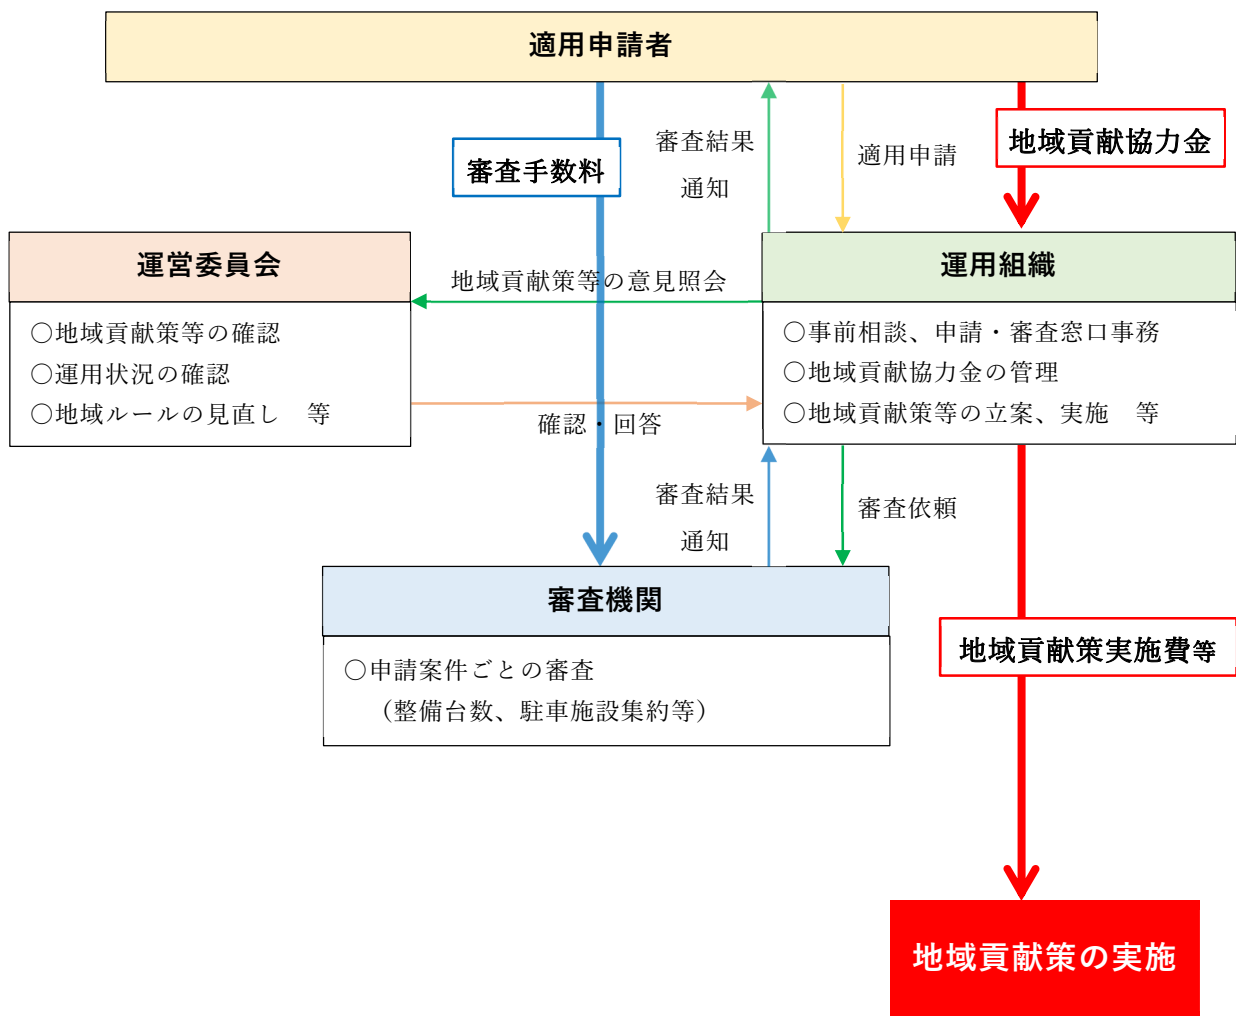 適用申請者
審査手数料
審査結果
通知
適用申請
地域貢献協力金
運営委員会
地域貢献策等の意見照会
運用組織
〇地域貢献策等の確認
〇運用状況の確認
〇地域ルールの見直し　等
〇事前相談、申請・審査窓口事務
〇地域貢献協力金の管理
〇地域貢献策等の立案、実施　等
確認・回答
審査結果
通知
審査依頼
審査機関
〇申請案件ごとの審査
（整備台数、駐車施設集約等）
地域貢献策実施費等
地域貢献策の実施